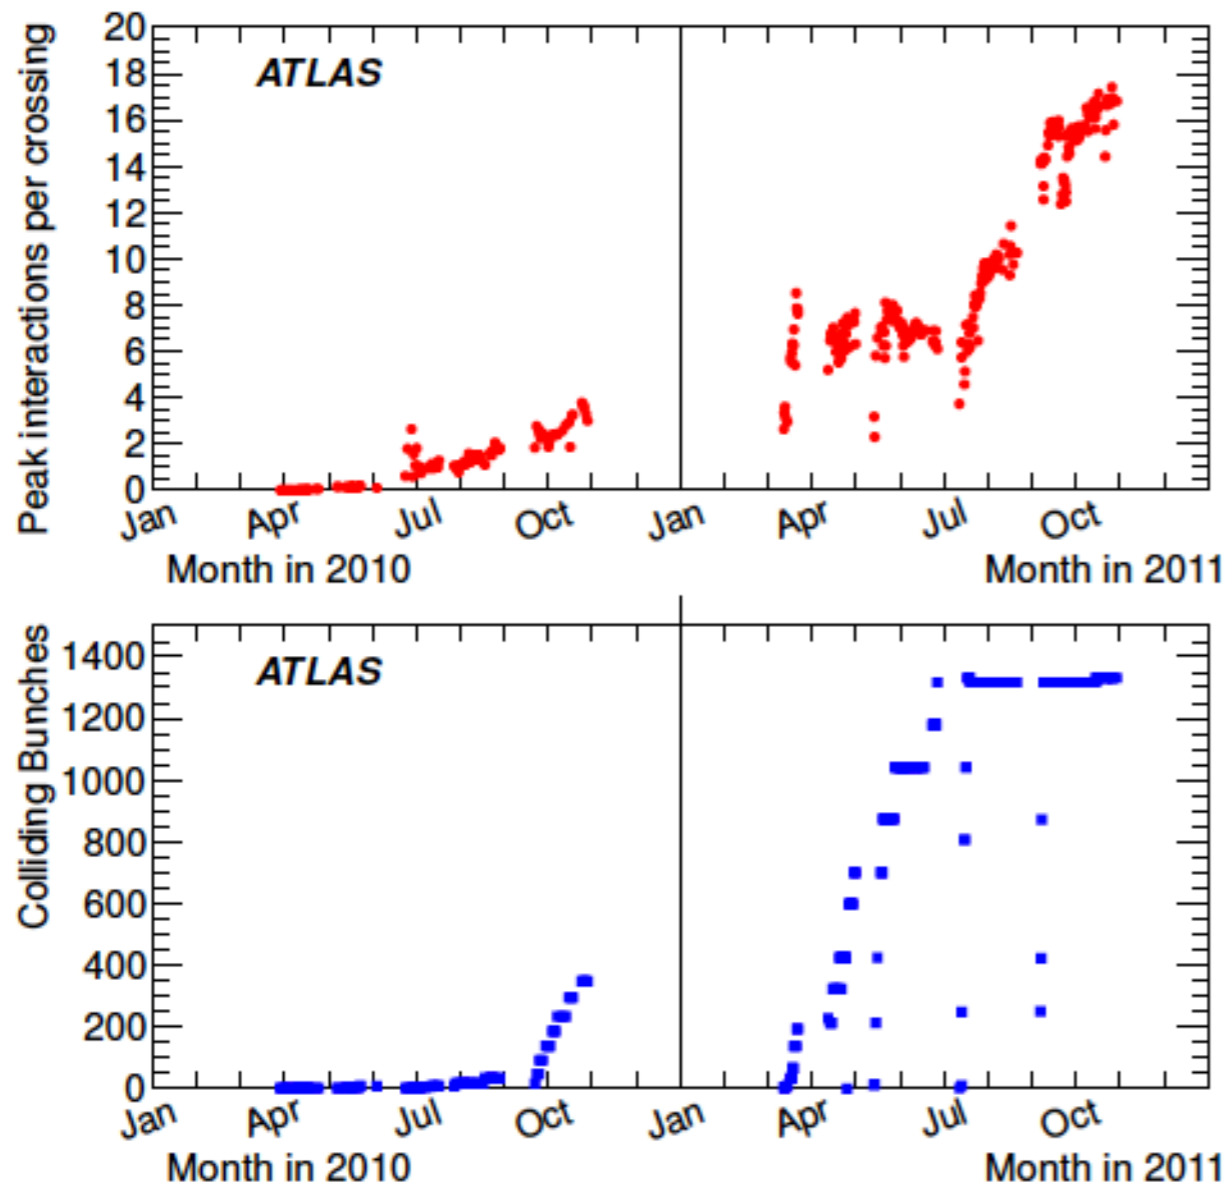 Peak interactions per crossing
ATLAS
20
18
16
14
12
10
8
6
4
2
0
Jan Apr Jul Oct Jan Apr Jul Oct
Month in 2010 Month in 2011
Colliding Bunches
ATLAS
1400
1200
1000
800
600
400
200
0
Jan Apr Jul Oct Jan Apr Jul Oct
Month in 2010 Month in 2011